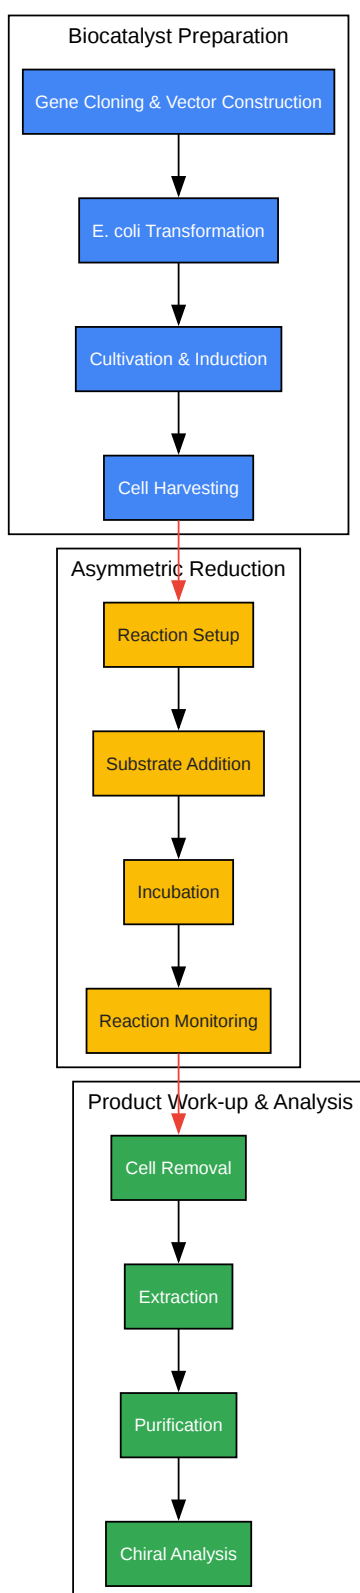 Biocatalyst Preparation
Gene Cloning & Vector Construction
E. coli Transformation
Cultivation & Induction
Cell Harvesting
Asymmetric Reduction
Reaction Setup
Substrate Addition
Incubation
Reaction Monitoring
Product Work-up & Analysis
Cell Removal
Extraction
Purification
Chiral Analysis